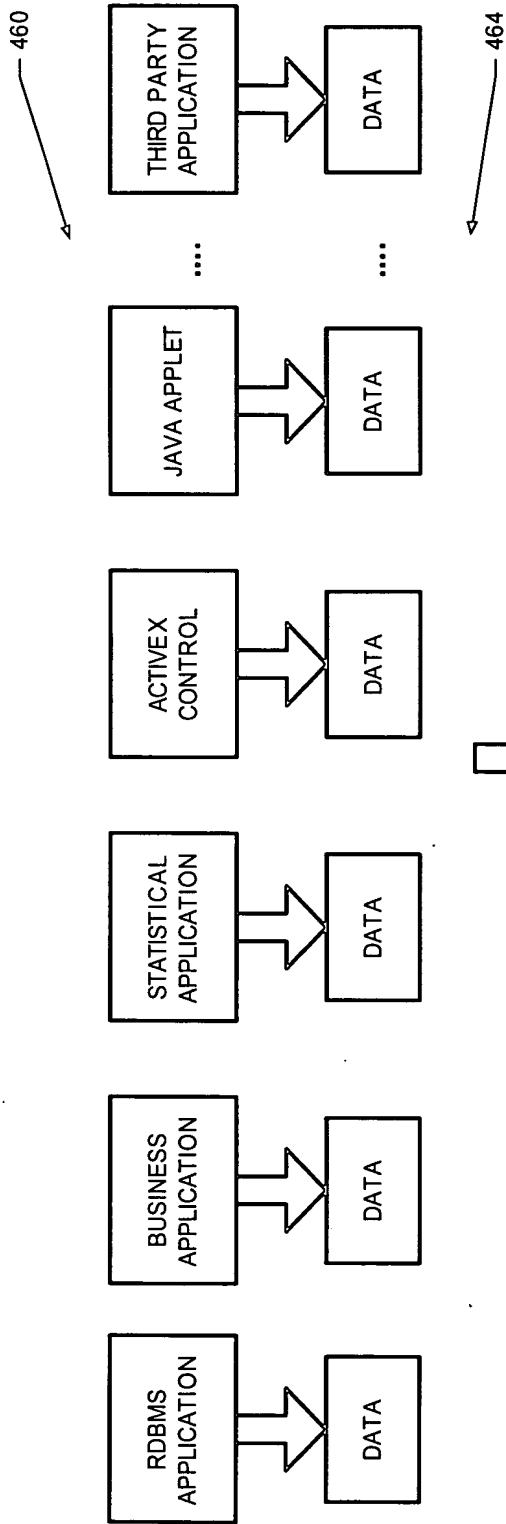 460
RDBMS
APPLICATION
BUSINESS
APPLICATION
STATISTICAL
APPLICATION
ACTIVEX
CONTROL
JAVA APPLET
....
THIRD PARTY
APPLICATION
DATA
DATA
DATA
DATA
DATA
....
DATA
464